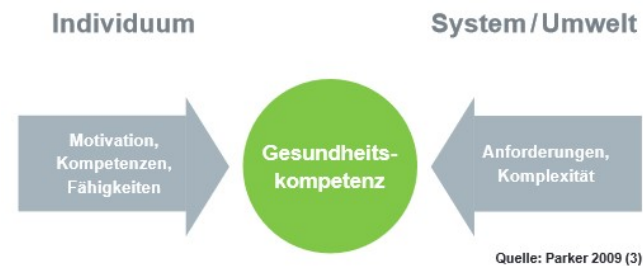 Individuum
System/Umwelt
Motivation,
Kompetenzen,
Fähigkeiten
Gesundheits-
kompetenz
Anforderungen,
Komplexität
Quelle: Parker 2009 (3)